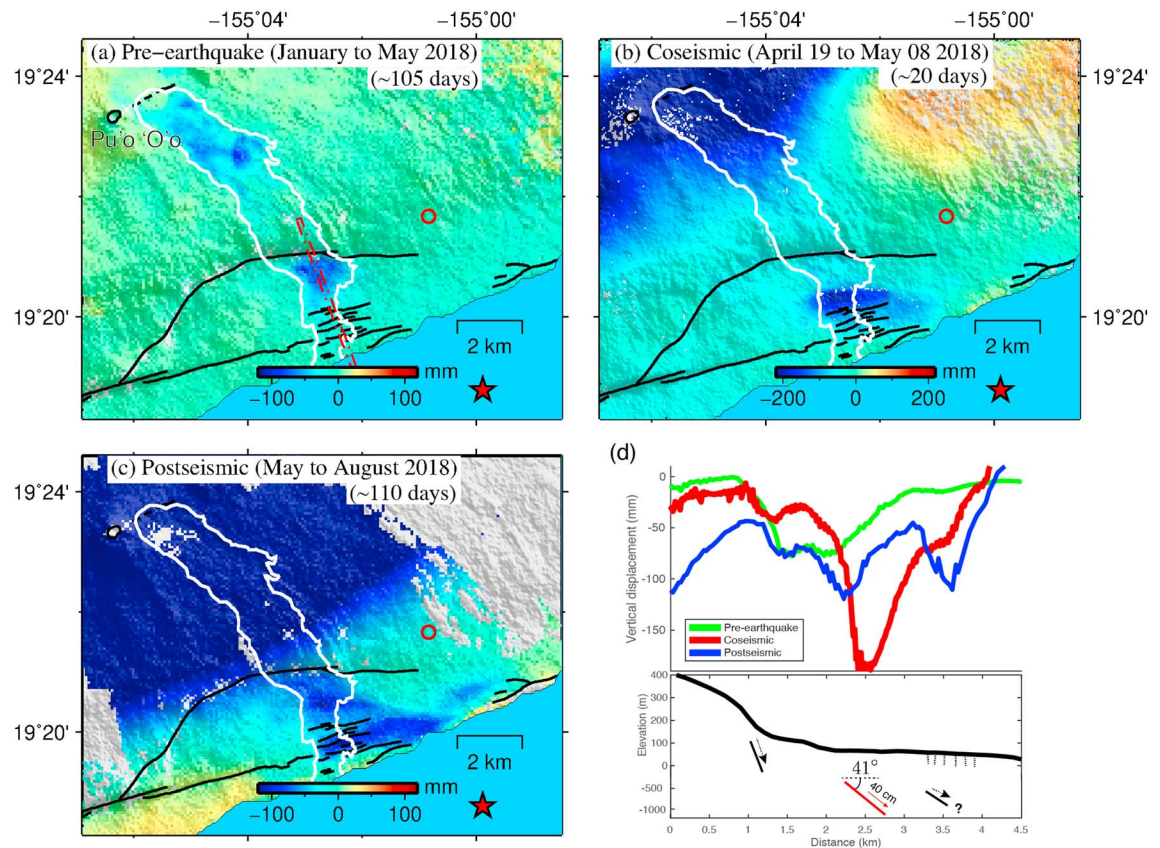 −155˚04' −155˚00' −155˚04' −155˚00'
(a) Pre-earthquake (January to May 2018)
(~105 days)
19˚24'
Pu'o 'O'o
19˚20'
2 km
mm
−100 0 100
(b) Coseismic (April 19 to May 08 2018)
(~20 days)
19˚24'
19˚20'
2 km
mm
−200 0 200
(c) Postseismic (May to August 2018)
(~110 days)
19˚24'
19˚20'
2 km
mm
−100 0 100
(d)
Vertical displacement (mm)
0
-50
-100
-150
Pre-earthquake
Coseismic
Postseismic
Elevation (m)
400
300
200
100
0
-500
-1000
41°
40 cm
?
0 0.5 1 1.5 2 2.5 3 3.5 4 4.5
Distance (km)